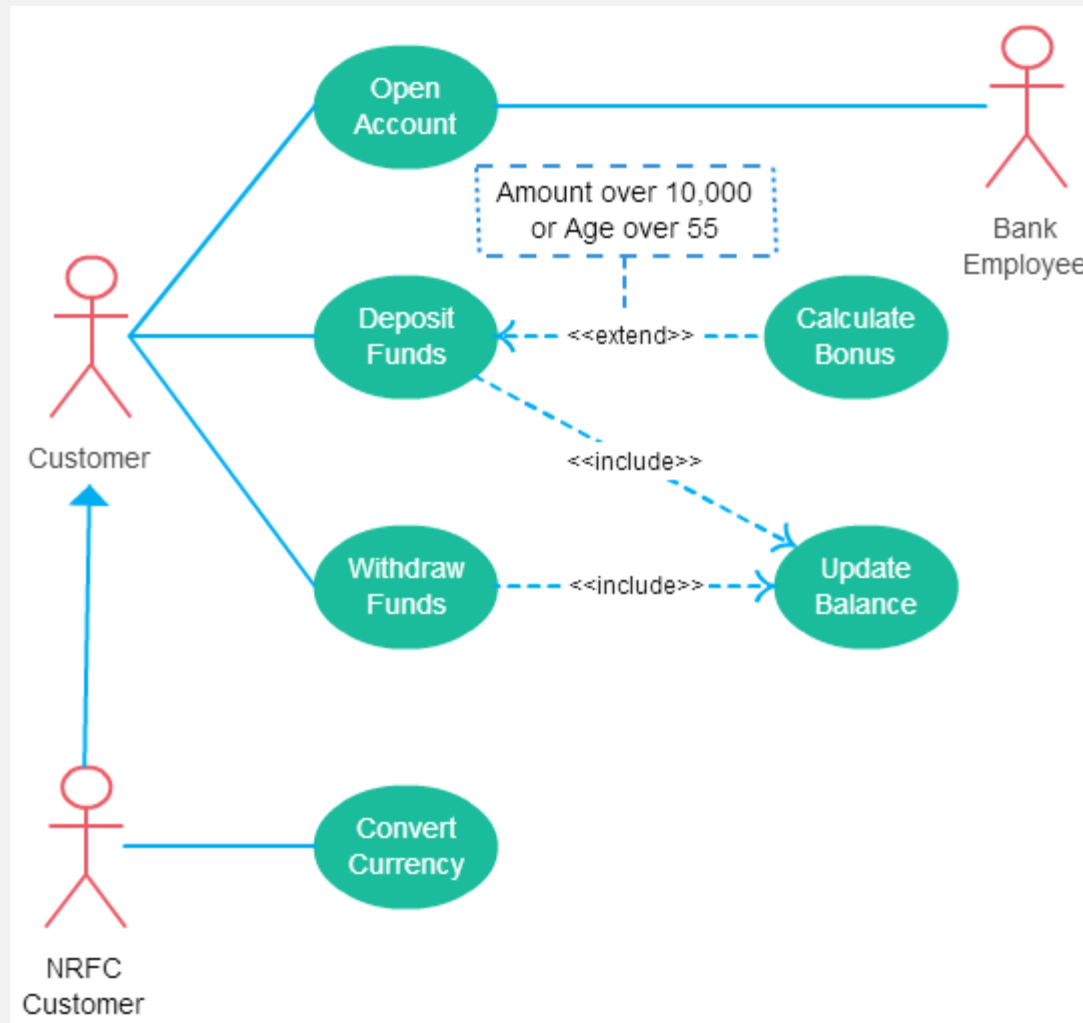 Open
Account
Amount over 10,000
or Age over 55
Bank
Employee
Deposit
Funds
<<extend>>
Calculate
Bonus
Customer
<<include>>
Withdraw
Funds
<<include>>
Update
Balance
Convert
Currency
NRFC
Customer